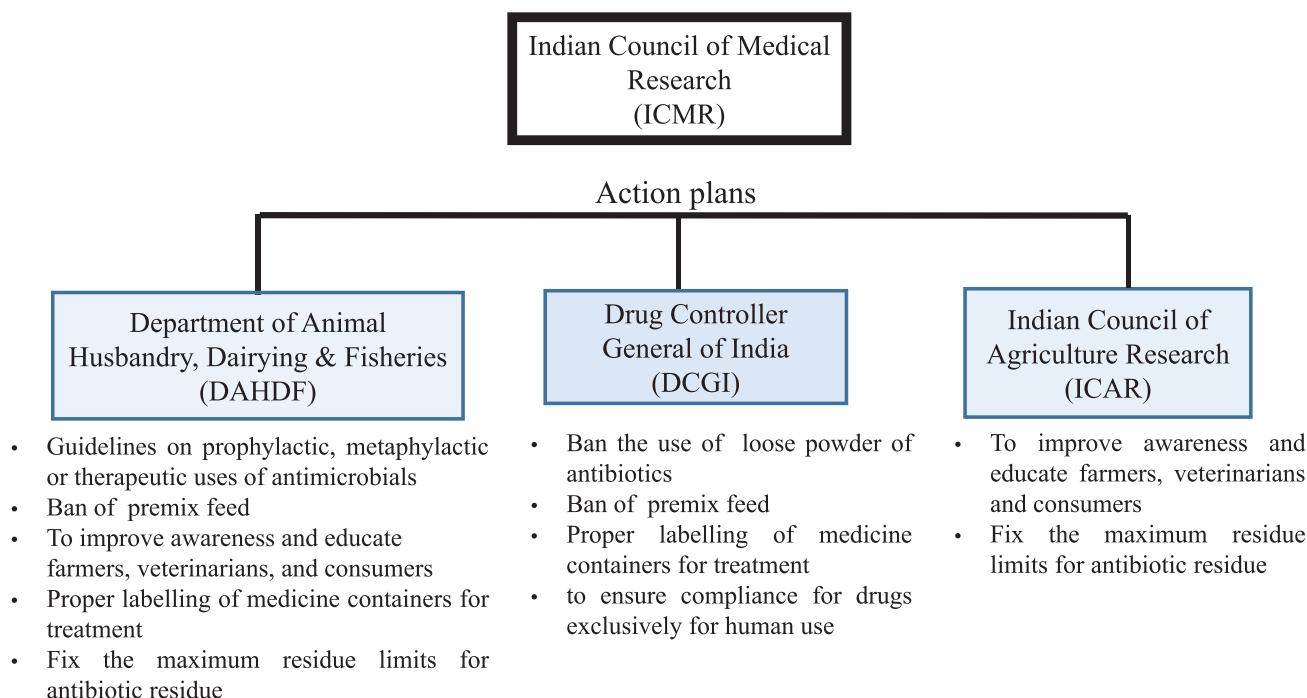 Indian Council of Medical
Research
(ICMR)
Action plans
Department of Animal
Husbandry, Dairying & Fisheries
(DAHDF)
• Guidelines on prophylactic, metaphylactic
or therapeutic uses of antimicrobials
• Ban of premix feed
• To improve awareness and educate
farmers, veterinarians, and consumers
• Proper labelling of medicine containers for
treatment
• Fix the maximum residue limits for
antibiotic residue
Drug Controller
General of India
(DCGI)
• Ban the use of loose powder of
antibiotics
• Ban of premix feed
• Proper labelling of medicine
containers for treatment
• to ensure compliance for drugs
exclusively for human use
Indian Council of
Agriculture Research
(ICAR)
• To improve awareness and
educate farmers, veterinarians
and consumers
• Fix the maximum residue
limits for antibiotic residue